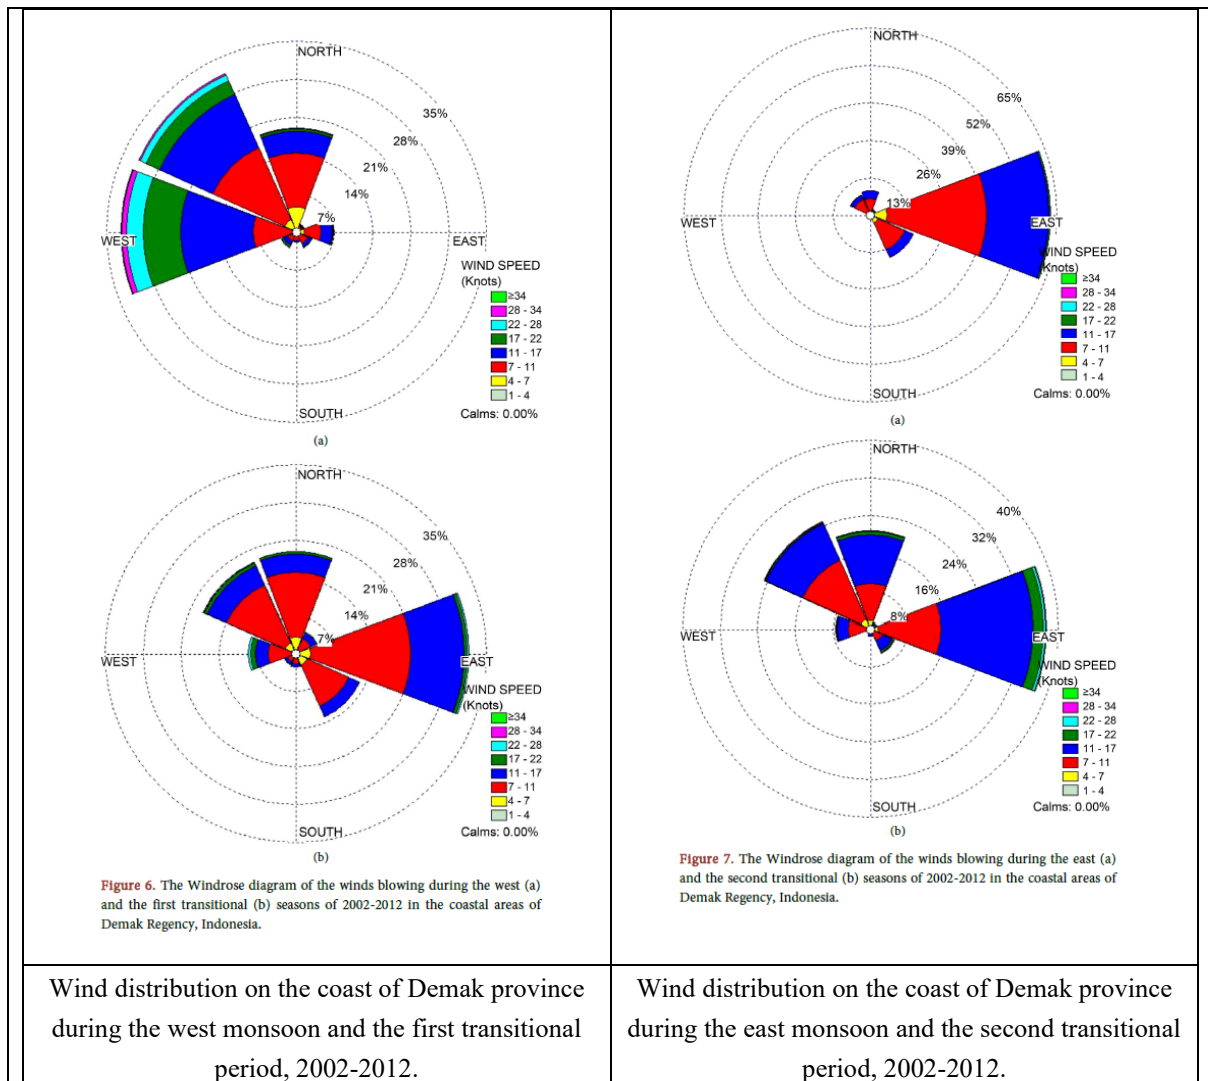 NORTH
35%
28%
21%
14%
7%
WEST
EAST
WIND SPEED
(Knots)
≥34
28 - 34
22 - 28
17 - 22
11 - 17
7 - 11
4 - 7
1 - 4
Calms: 0.00%
SOUTH
(a)
NORTH
35%
28%
21%
14%
7%
WEST
EAST
WIND SPEED
(Knots)
≥34
28 - 34
22 - 28
17 - 22
11 - 17
7 - 11
4 - 7
1 - 4
Calms: 0.00%
SOUTH
(b)
Figure 6. The Windrose diagram of the winds blowing during the west (a)
and the first transitional (b) seasons of 2002-2012 in the coastal areas of
Demak Regency, Indonesia.
NORTH
65%
52%
39%
26%
13%
WEST
EAST
WIND SPEED
(Knots)
≥34
28 - 34
22 - 28
17 - 22
11 - 17
7 - 11
4 - 7
1 - 4
Calms: 0.00%
SOUTH
(a)
NORTH
40%
32%
24%
16%
8%
WEST
EAST
WIND SPEED
(Knots)
≥34
28 - 34
22 - 28
17 - 22
11 - 17
7 - 11
4 - 7
1 - 4
Calms: 0.00%
SOUTH
(b)
Figure 7. The Windrose diagram of the winds blowing during the east (a)
and the second transitional (b) seasons of 2002-2012 in the coastal areas of
Demak Regency, Indonesia.
Wind distribution on the coast of Demak province
during the west monsoon and the first transitional
period, 2002-2012.
Wind distribution on the coast of Demak province
during the east monsoon and the second transitional
period, 2002-2012.